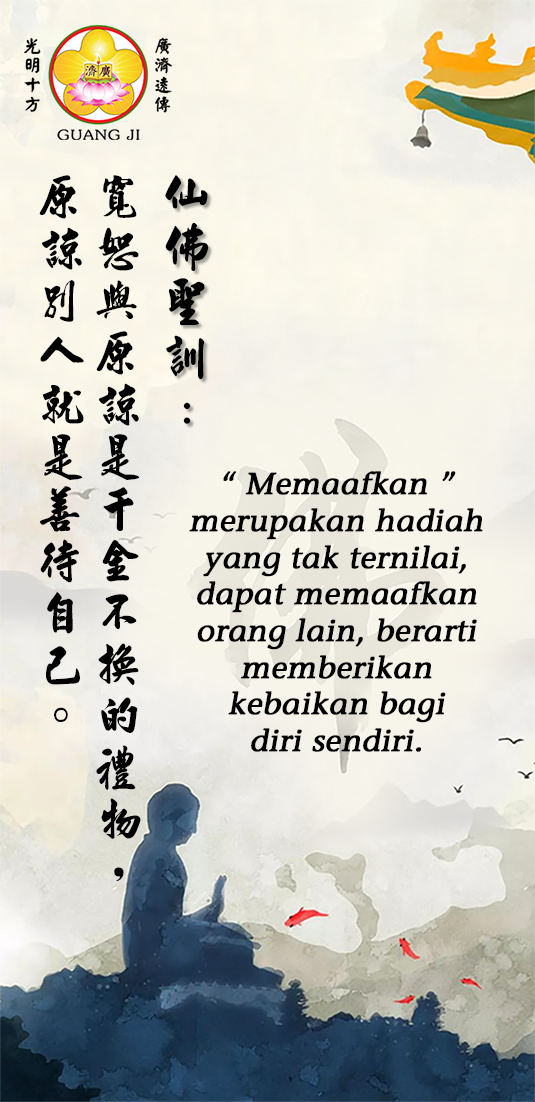 廣濟遠傳
光明十方
廣濟
GUANG JI
仙佛聖訓：
寬恕與原諒是千金不換的禮物，
原諒別人就是善待自己。
“ Memaafkan ”
merupakan hadiah
yang tak ternilai,
dapat memaafkan
orang lain, berarti
memberikan
kebaikan bagi
diri sendiri.
佛